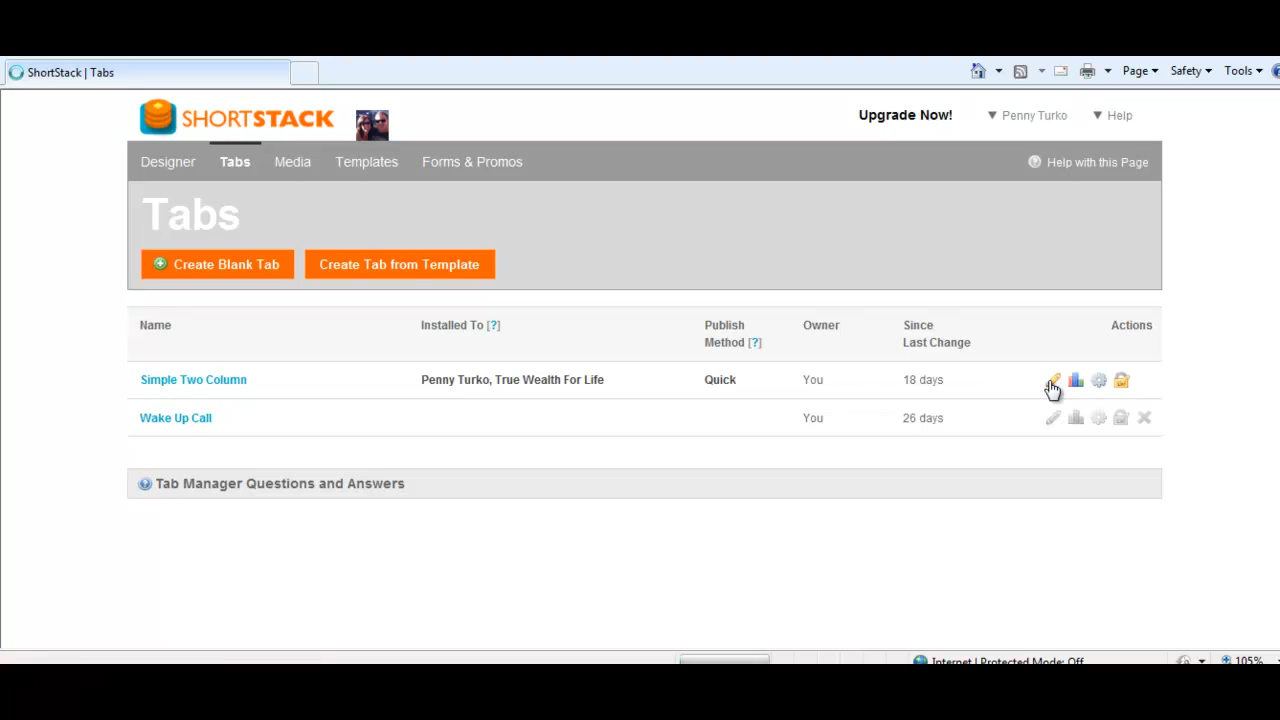 ShortStack | Tabs
Page
Safety
Tools
SHORTSTACK
Upgrade Now!
Penny Turko
Help
Designer
Tabs
Media
Templates
Forms & Promos
Help with this Page
Tabs
Create Blank Tab
Create Tab from Template
Name
Installed To [?]
Publish
Method [?]
Owner
Since
Last Change
Actions
Simple Two Column
Penny Turko, True Wealth For Life
Quick
You
18 days
Wake Up Call
You
26 days
Tab Manager Questions and Answers
Internet | Protected Mode: Off
105%